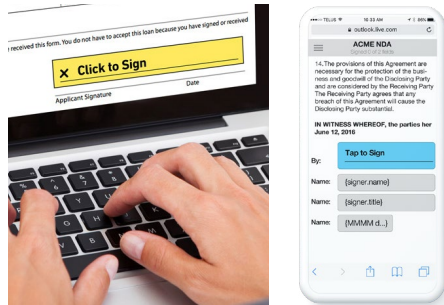 received this form. You do not have to accept this loan because you have signed or received
X Click to Sign
Applicant Signature
Date
TELUS
10:33 AM
outlook.live.com
ACME NDA
14.The provisions of this Agreement are
necessary for the protection of the busi-
ness and goodwill of the Disclosing Party
and are considered by the Receiving Party
The Receiving Party agrees that any
breach of this Agreement will cause the
Disclosing Party substantial.
IN WITNESS WHEREOF, the parties her
June 12, 2016
Tap to Sign
By:
Name: {signer.name}
Name: {signer.title}
Name: {MMMM d...}